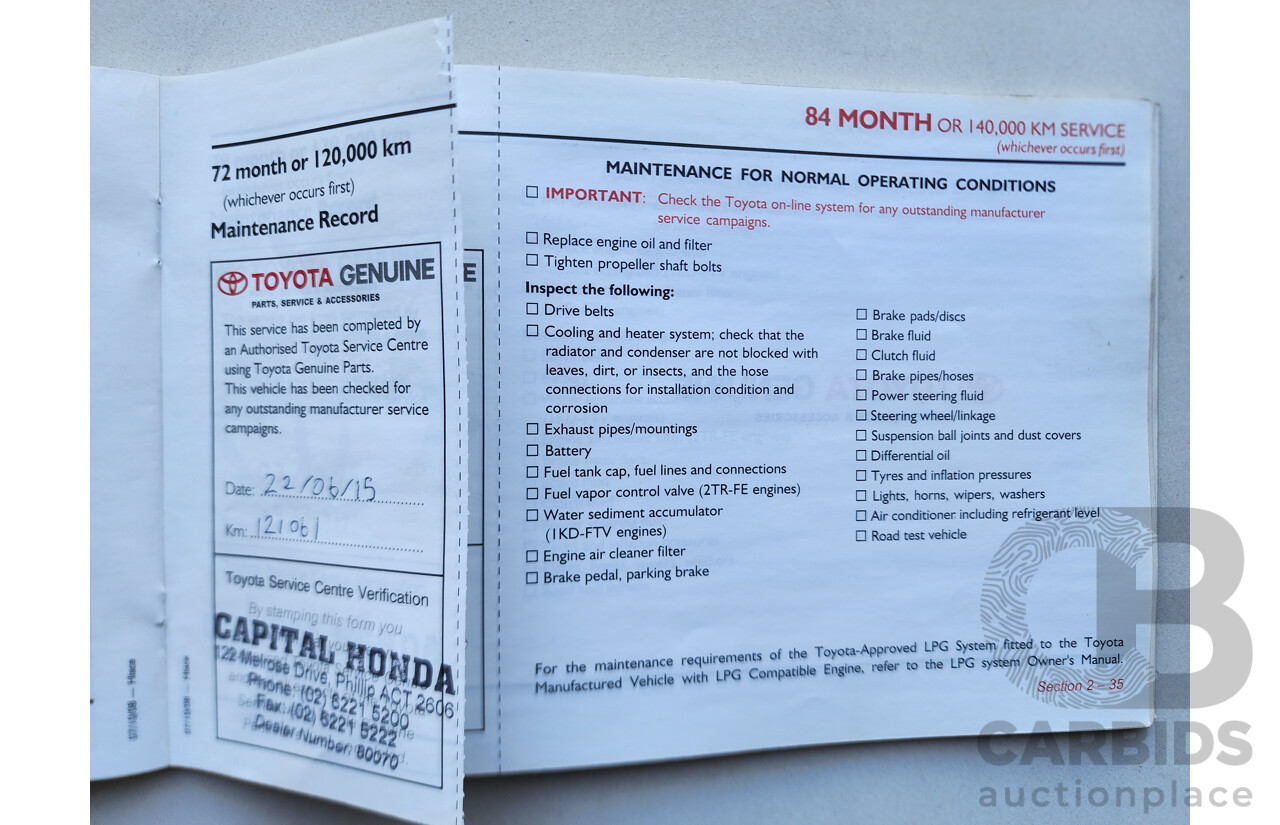 72 month or 120,000 km
(whichever occurs first)
Maintenance Record
TOYOTA GENUINE
PARTS, SERVICE & ACCESSORIES
This service has been completed by
an Authorised Toyota Service Centre
using Toyota Genuine Parts.
This vehicle has been checked for
any outstanding manufacturer service
campaigns.
Date: 22/06/15
Km: 121061
Toyota Service Centre Verification
By stamping this form you
CAPITAL HONDA
122 Melrose Drive, Phillip ACT 2606
Phone: (02) 6221 5200
Fax: (02) 6221 5222
Dealer Number: 80070
E
84 MONTH OR 140,000 KM SERVICE
(whichever occurs first)
MAINTENANCE FOR NORMAL OPERATING CONDITIONS
IMPORTANT: Check the Toyota on-line system for any outstanding manufacturer
service campaigns.
Replace engine oil and filter
Tighten propeller shaft bolts
Inspect the following:
Drive belts
Cooling and heater system; check that the
radiator and condenser are not blocked with
leaves, dirt, or insects, and the hose
connections for installation condition and
corrosion
Exhaust pipes/mountings
Battery
Fuel tank cap, fuel lines and connections
Fuel vapor control valve (2TR-FE engines)
Water sediment accumulator
(1KD-FTV engines)
Engine air cleaner filter
Brake pedal, parking brake
Brake pads/discs
Brake fluid
Clutch fluid
Brake pipes/hoses
Power steering fluid
Steering wheel/linkage
Suspension ball joints and dust covers
Differential oil
Tyres and inflation pressures
Lights, horns, wipers, washers
Air conditioner including refrigerant level
Road test vehicle
For the maintenance requirements of the Toyota-Approved LPG System fitted to the Toyota
Manufactured Vehicle with LPG Compatible Engine, refer to the LPG system Owner's Manual.
Section 2 – 35
CB
CARBIDS
auctionplace